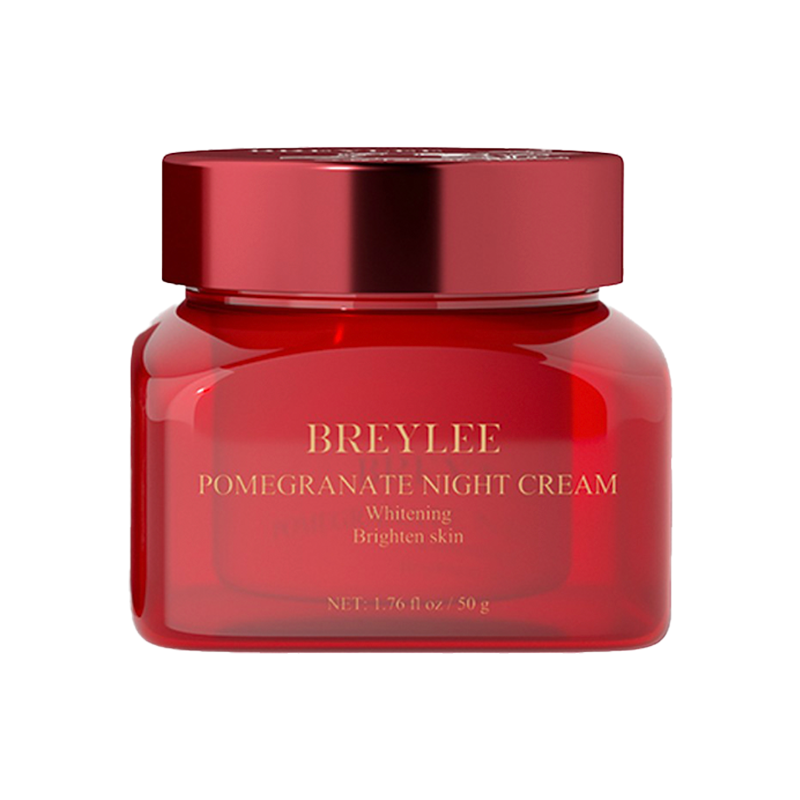 BREYLEE
POMEGRANATE NIGHT CREAM
Whitening
Brighten skin
NET: 1.76 fl oz / 50 g